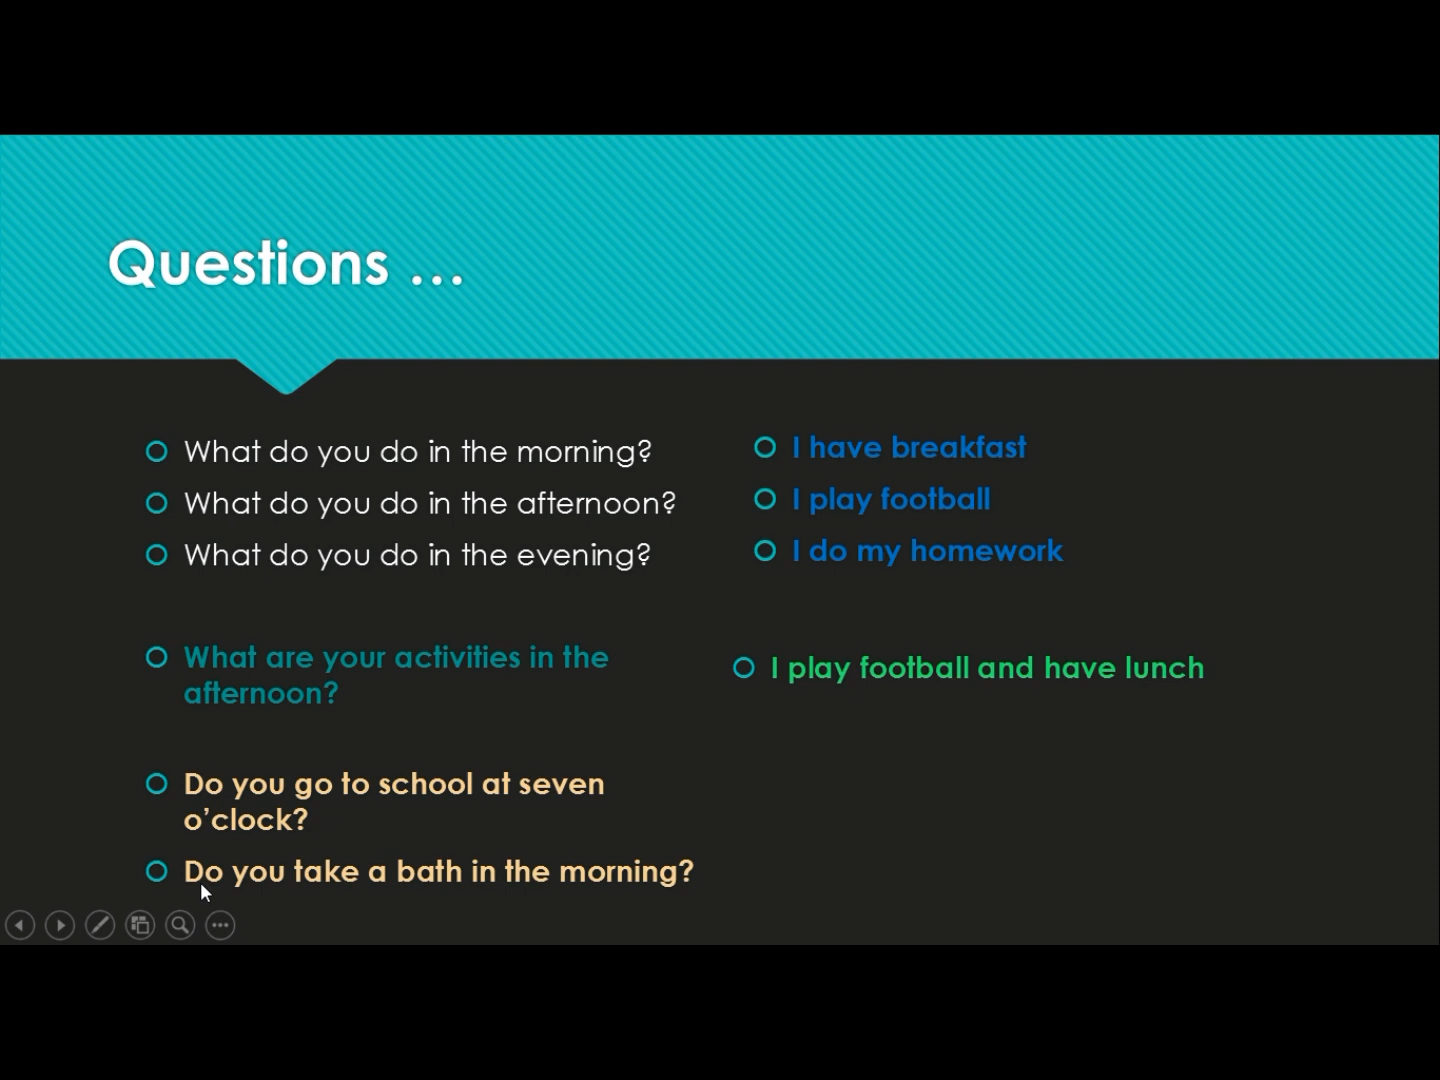 Questions ...
What do you do in the morning?
What do you do in the afternoon?
What do you do in the evening?
What are your activities in the
afternoon?
Do you go to school at seven
o’clock?
Do you take a bath in the morning?
I have breakfast
I play football
I do my homework
I play football and have lunch